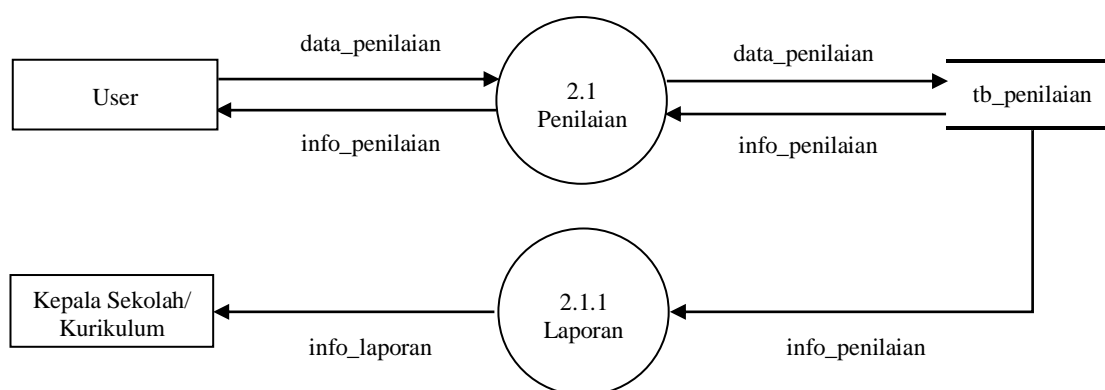 data_penilaian
data_penilaian
User
2.1
Penilaian
tb_penilaian
info_penilaian
info_penilaian
Kepala Sekolah/
Kurikulum
2.1.1
Laporan
info_laporan
info_penilaian